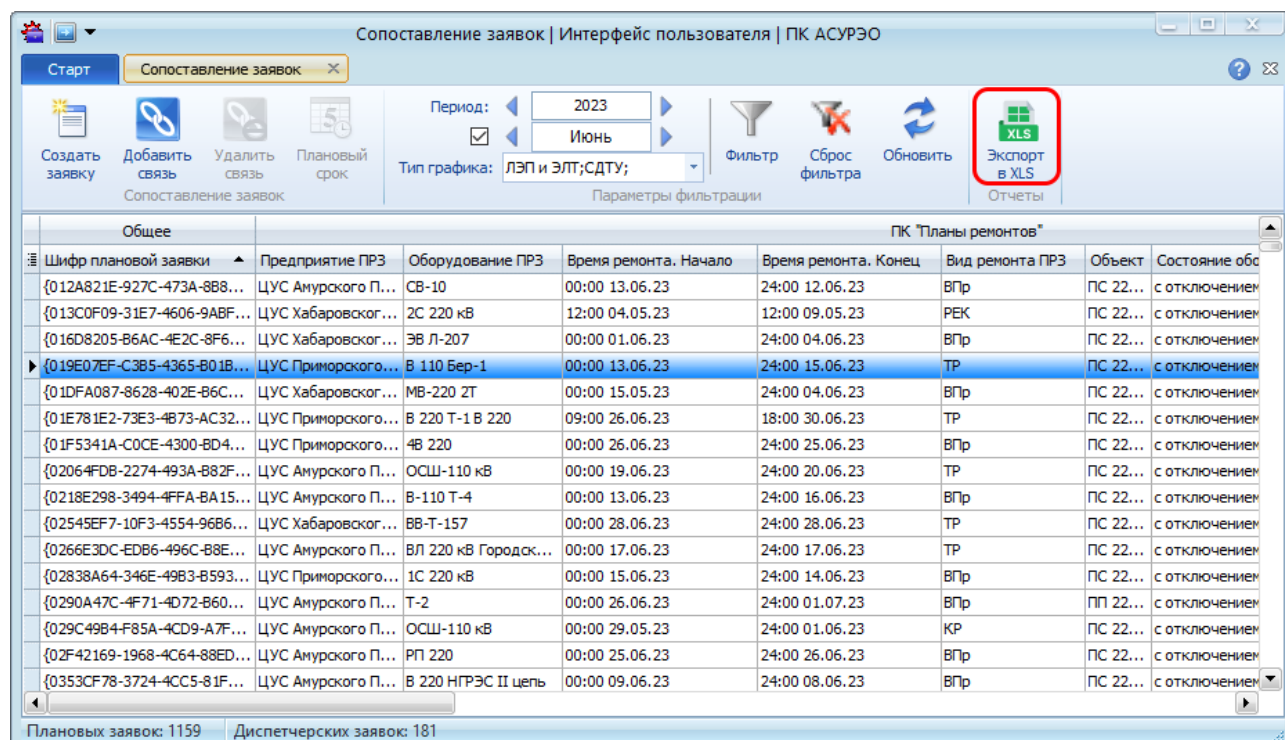 Сопоставление заявок | Интерфейс пользователя | ПК АСУРЭО
Старт Сопоставление заявок
Создать заявку Добавить связь Удалить связь Плановый срок
Сопоставление заявок
Период: 2023
Июнь
Тип графика: ЛЭП и ЭЛТ;СДТУ;
Фильтр Сброс фильтра Обновить
Параметры фильтрации
XLS
Экспорт в XLS
Отчеты
Общее ПК "Планы ремонтов"
Шифр плановой заявки Предприятие ПРЗ Оборудование ПРЗ Время ремонта. Начало Время ремонта. Конец Вид ремонта ПРЗ Объект Состояние обо
{012A821E-927C-473A-8B8... ЦУС Амурского П... СВ-10 00:00 13.06.23 24:00 12.06.23 ВПр ПС 22... с отключением
{013C0F09-31E7-4606-9ABF... ЦУС Хабаровског... 2С 220 кВ 12:00 04.05.23 12:00 09.05.23 РЕК ПС 22... с отключением
{016D8205-B6AC-4E2C-8F6... ЦУС Хабаровског... ЭВ Л-207 00:00 01.06.23 24:00 04.06.23 ВПр ПС 22... с отключением
{019E07EF-C3B5-4365-B01B... ЦУС Приморского... В 110 Бер-1 00:00 13.06.23 24:00 15.06.23 ТР ПС 22... с отключением
{01DFA087-8628-402E-B6C... ЦУС Хабаровског... МВ-220 2Т 00:00 15.05.23 24:00 04.06.23 ВПр ПС 22... с отключением
{01E781E2-73E3-4B73-AC32... ЦУС Приморского... В 220 Т-1 В 220 09:00 26.06.23 18:00 30.06.23 ТР ПС 22... с отключением
{01F5341A-C0CE-4300-BD4... ЦУС Приморского... 4В 220 00:00 26.06.23 24:00 25.06.23 ВПр ПС 22... с отключением
{02064FDB-2274-493A-B82F... ЦУС Амурского П... ОСШ-110 кВ 00:00 19.06.23 24:00 20.06.23 ТР ПС 22... с отключением
{0218E298-3494-4FFA-BA15... ЦУС Амурского П... В-110 Т-4 00:00 13.06.23 24:00 16.06.23 ВПр ПС 22... с отключением
{02545EF7-10F3-4554-96B6... ЦУС Хабаровског... ВВ-Т-157 00:00 28.06.23 24:00 28.06.23 ТР ПС 22... с отключением
{0266E3DC-EDB6-496C-B8E... ЦУС Амурского П... ВЛ 220 кВ Городск... 00:00 17.06.23 24:00 17.06.23 ТР ПС 22... с отключением
{02838A64-346E-49B3-B593... ЦУС Приморского... 1С 220 кВ 00:00 15.06.23 24:00 14.06.23 ВПр ПС 22... с отключением
{0290A47C-4F71-4D72-B60... ЦУС Амурского П... Т-2 00:00 26.06.23 24:00 01.07.23 ВПр ПП 22... с отключением
{029C49B4-F85A-4CD9-A7F... ЦУС Амурского П... ОСШ-110 кВ 00:00 29.05.23 24:00 01.06.23 КР ПС 22... с отключением
{02F42169-1968-4C64-88ED... ЦУС Амурского П... РП 220 00:00 25.06.23 24:00 26.06.23 ВПр ПС 22... с отключением
{0353CF78-3724-4CC5-81F... ЦУС Амурского П... В 220 НГРЭС II цепь 00:00 09.06.23 24:00 08.06.23 ВПр ПС 22... с отключением
Плановых заявок: 1159 Диспетчерских заявок: 181